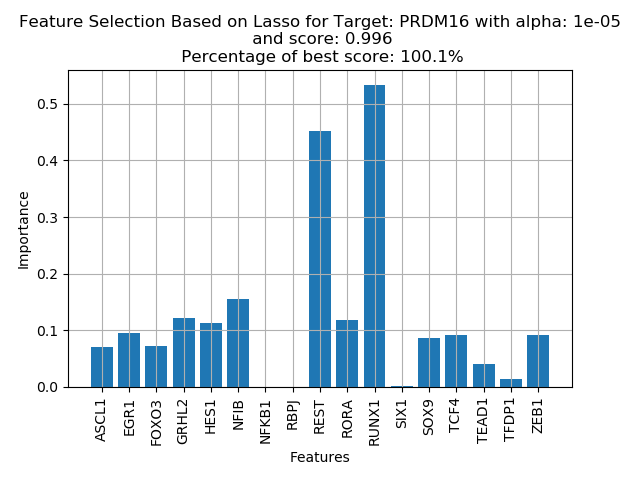 Feature Selection Based on Lasso for Target: PRDM16 with alpha: 1e-05
and score: 0.996
Percentage of best score: 100.1%
0.5
0.4
0.3
0.2
0.1
0.0
Importance
ASCL1
EGR1
FOXO3
GRHL2
HES1
NFIB
NFKB1
RBPJ
REST
RORA
RUNX1
SIX1
SOX9
TCF4
TEAD1
TFDP1
ZEB1
Features